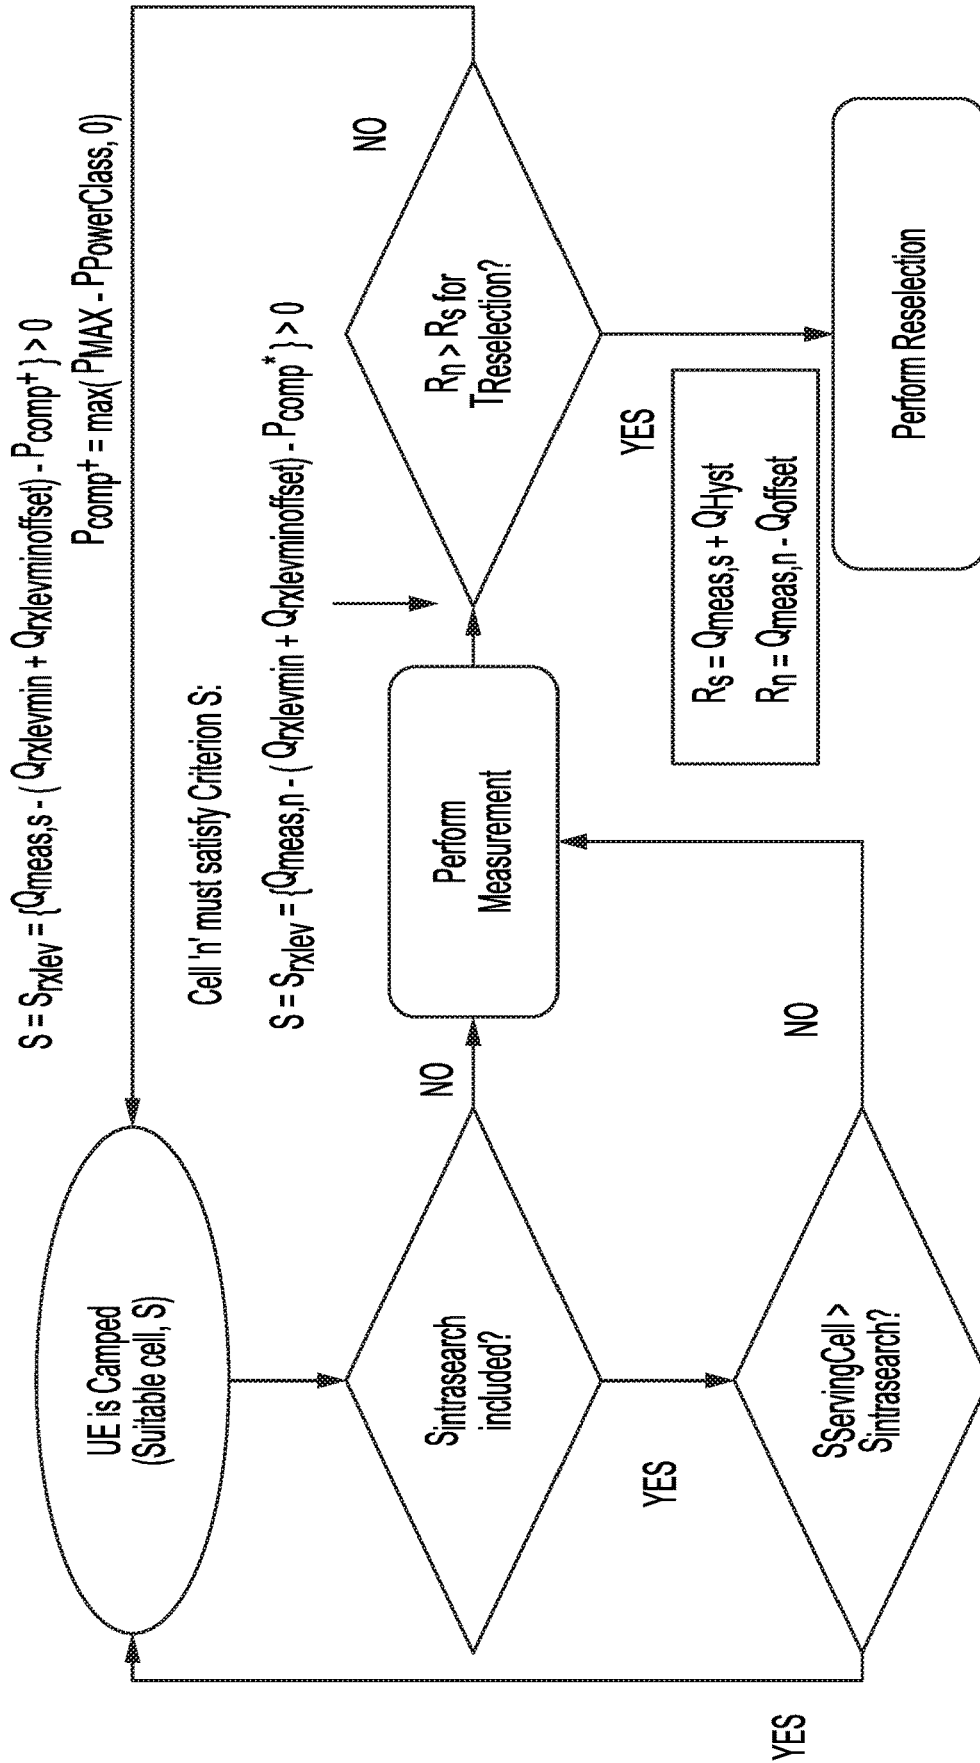 S = Srxlev = {Qmeas,s - ( Qrxlevmin + Qrxlevminoffset) - Pcomp+ } > 0
Pcomp+ = max( PMAX - PPowerClass, 0)
UE is Camped
(Suitable cell, S)
Cell 'n' must satisfy Criterion S:
S = Srxlev = {Qmeas,n - ( Qrxlevmin + Qrxlevminoffset) - Pcomp* } > 0
NO
Sintrasearch
included?
NO
Perform
Measurement
Rn > Rs for
TReselection?
YES
YES
Rs = Qmeas,s + QHyst
Rn = Qmeas,n - Qoffset
YES
SServingCell >
Sintrasearch?
NO
Perform Reselection